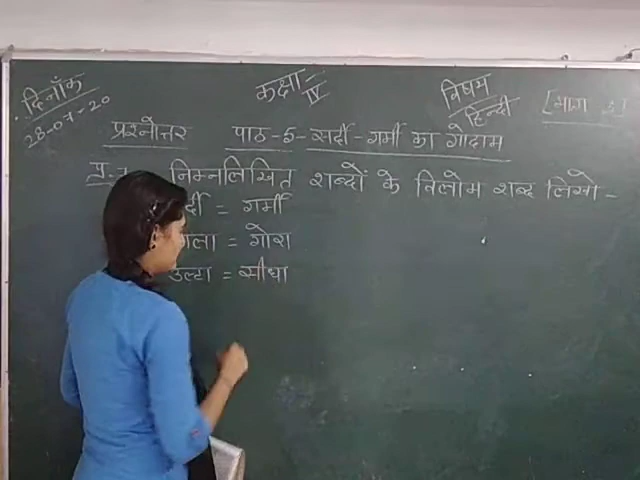 दिनाँक कक्षा - IV विषय हिन्दी
28-07-20
प्रश्नोत्तर पाठ-5- सर्दी-गर्मी का गोदाम
प्र. निम्नलिखित शब्दों के विलोम शब्द लिखो-
= गर्मी
= गोरा
उल्टा = सीधा